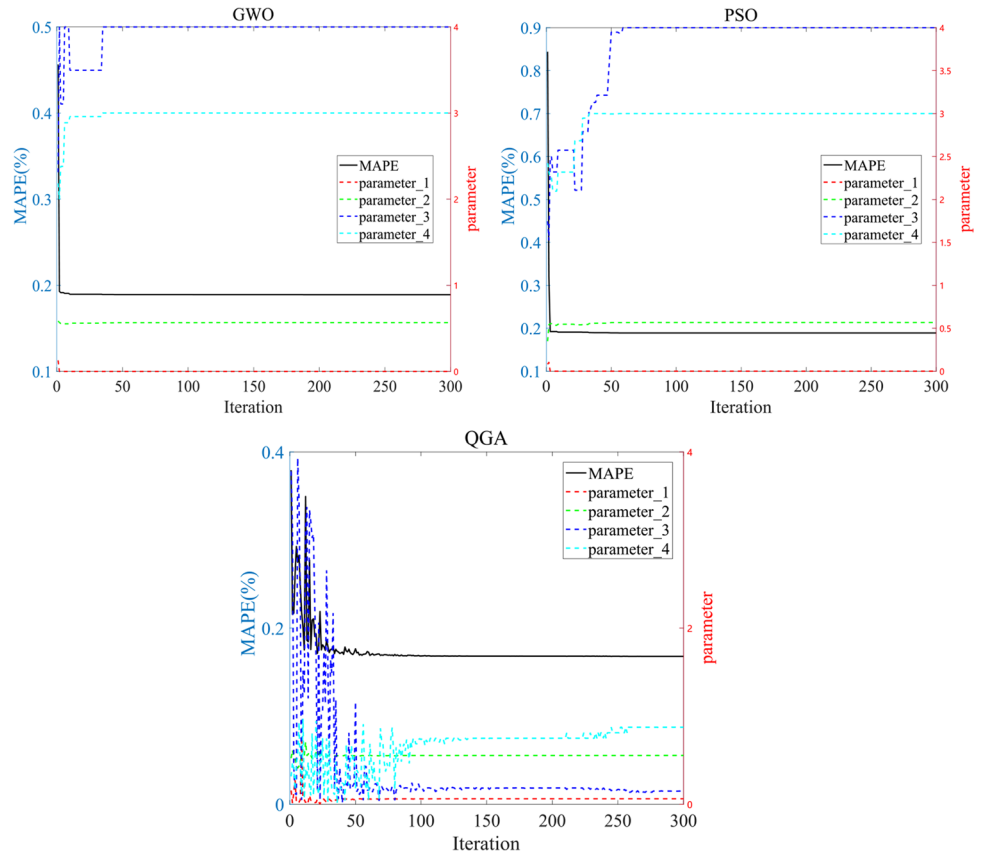 GWO
0.5
0.4
0.3
0.2
0.1
MAPE(%)
0 50 100 150 200 250 300
Iteration
4
3
2
1
0
parameter
MAPE
parameter_1
parameter_2
parameter_3
parameter_4
PSO
0.9
0.8
0.7
0.6
0.5
0.4
0.3
0.2
0.1
MAPE(%)
0 50 100 150 200 250 300
Iteration
4
3.5
3
2.5
2
1.5
1
0.5
0
parameter
MAPE
parameter_1
parameter_2
parameter_3
parameter_4
QGA
0.4
0.2
0
MAPE(%)
0 50 100 150 200 250 300
Iteration
4
2
0
parameter
MAPE
parameter_1
parameter_2
parameter_3
parameter_4